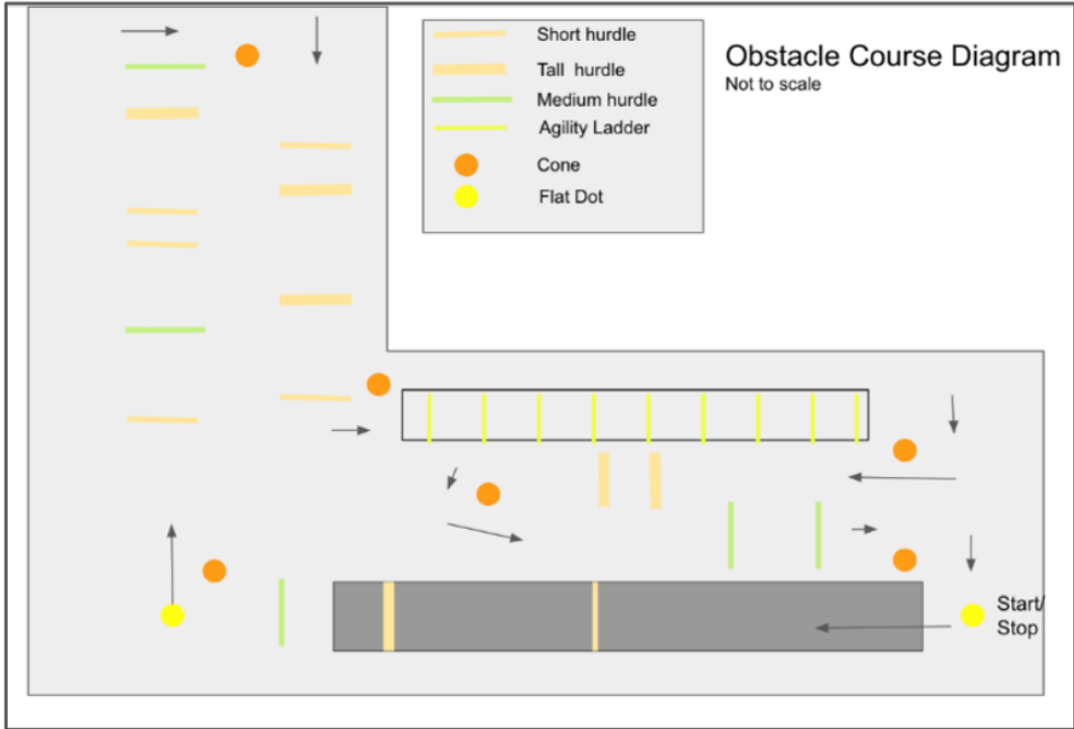 Short hurdle
Tall hurdle
Medium hurdle
Agility Ladder
Cone
Flat Dot
Obstacle Course Diagram
Not to scale
Start/
Stop